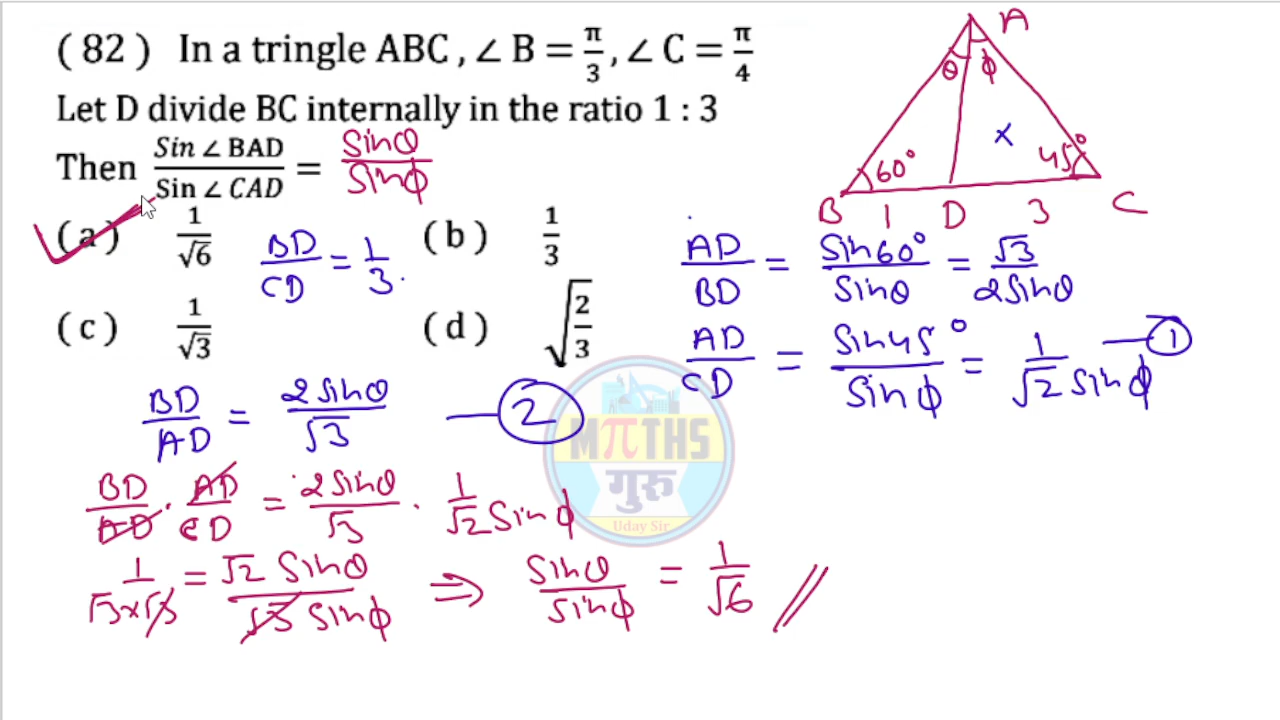 ( 82 ) In a tringle ABC , ∠ B = π/3 , ∠ C = π/4
Let D divide BC internally in the ratio 1 : 3
Then Sin ∠ BAD / Sin ∠ CAD = Sinθ / Sinϕ
(a) 1/√6 (b) 1/3
BD/CD = 1/3.
(c) 1/√3 (d) √(2/3)
A
θ ϕ
x
60° 45°
B 1 D 3 C
AD/BD = Sin60°/Sinθ = √3/2Sinθ
AD/CD = Sin45°/Sinϕ = 1/√2 Sinϕ — ①
BD/AD = 2Sinθ/√3 — ②
BD/AD · AD/CD = 2Sinθ/√3 · 1/√2 Sinϕ
1/√3×√3 = √2 Sinθ/√3 Sinϕ ⇒ Sinθ/Sinϕ = 1/√6 //
MπTHS
गुरु
Uday Sir